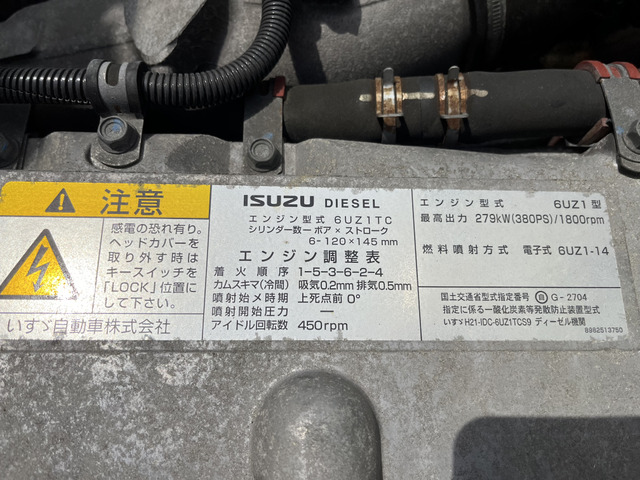 注意
感電の恐れ有り。
ヘッドカバーを
取り外す時は
キースイッチを
「LOCK」位置に
して下さい。
いすゞ自動車株式会社
ISUZU DIESEL
エンジン型式 6UZ1TC
シリンダー数ー ボア × ストローク
6-120×145mm
エンジン調整表
着火順序 1-5-3-6-2-4
カムスキマ(冷間) 吸気0.2mm 排気0.5mm
噴射始メ時期 上死点前 0°
噴射開始圧力 ー
アイドル回転数 450rpm
エンジン型式 6UZ1型
最高出力 279kW(380PS)/1800rpm
燃料噴射方式 電子式 6UZ1-14
国土交通省型式指定番号 自 G-2704
指定に係る一酸化炭素等発散防止装置型式
いすゞH21-IDC-6UZ1TCS9 ディーゼル機関
8982513750